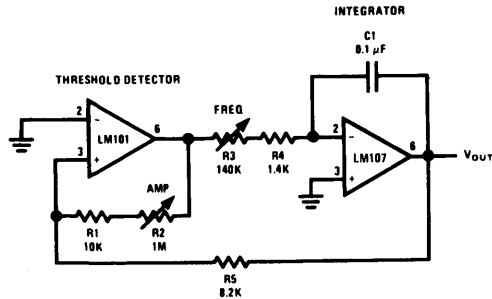 INTEGRATOR
C1
0.1 µF
THRESHOLD DETECTOR
FREQ
2
−
LM101
6
3
+
R3
140K
R4
1.4K
2
−
LM107
6
3
+
VOUT
AMP
R1
10K
R2
1M
R5
8.2K